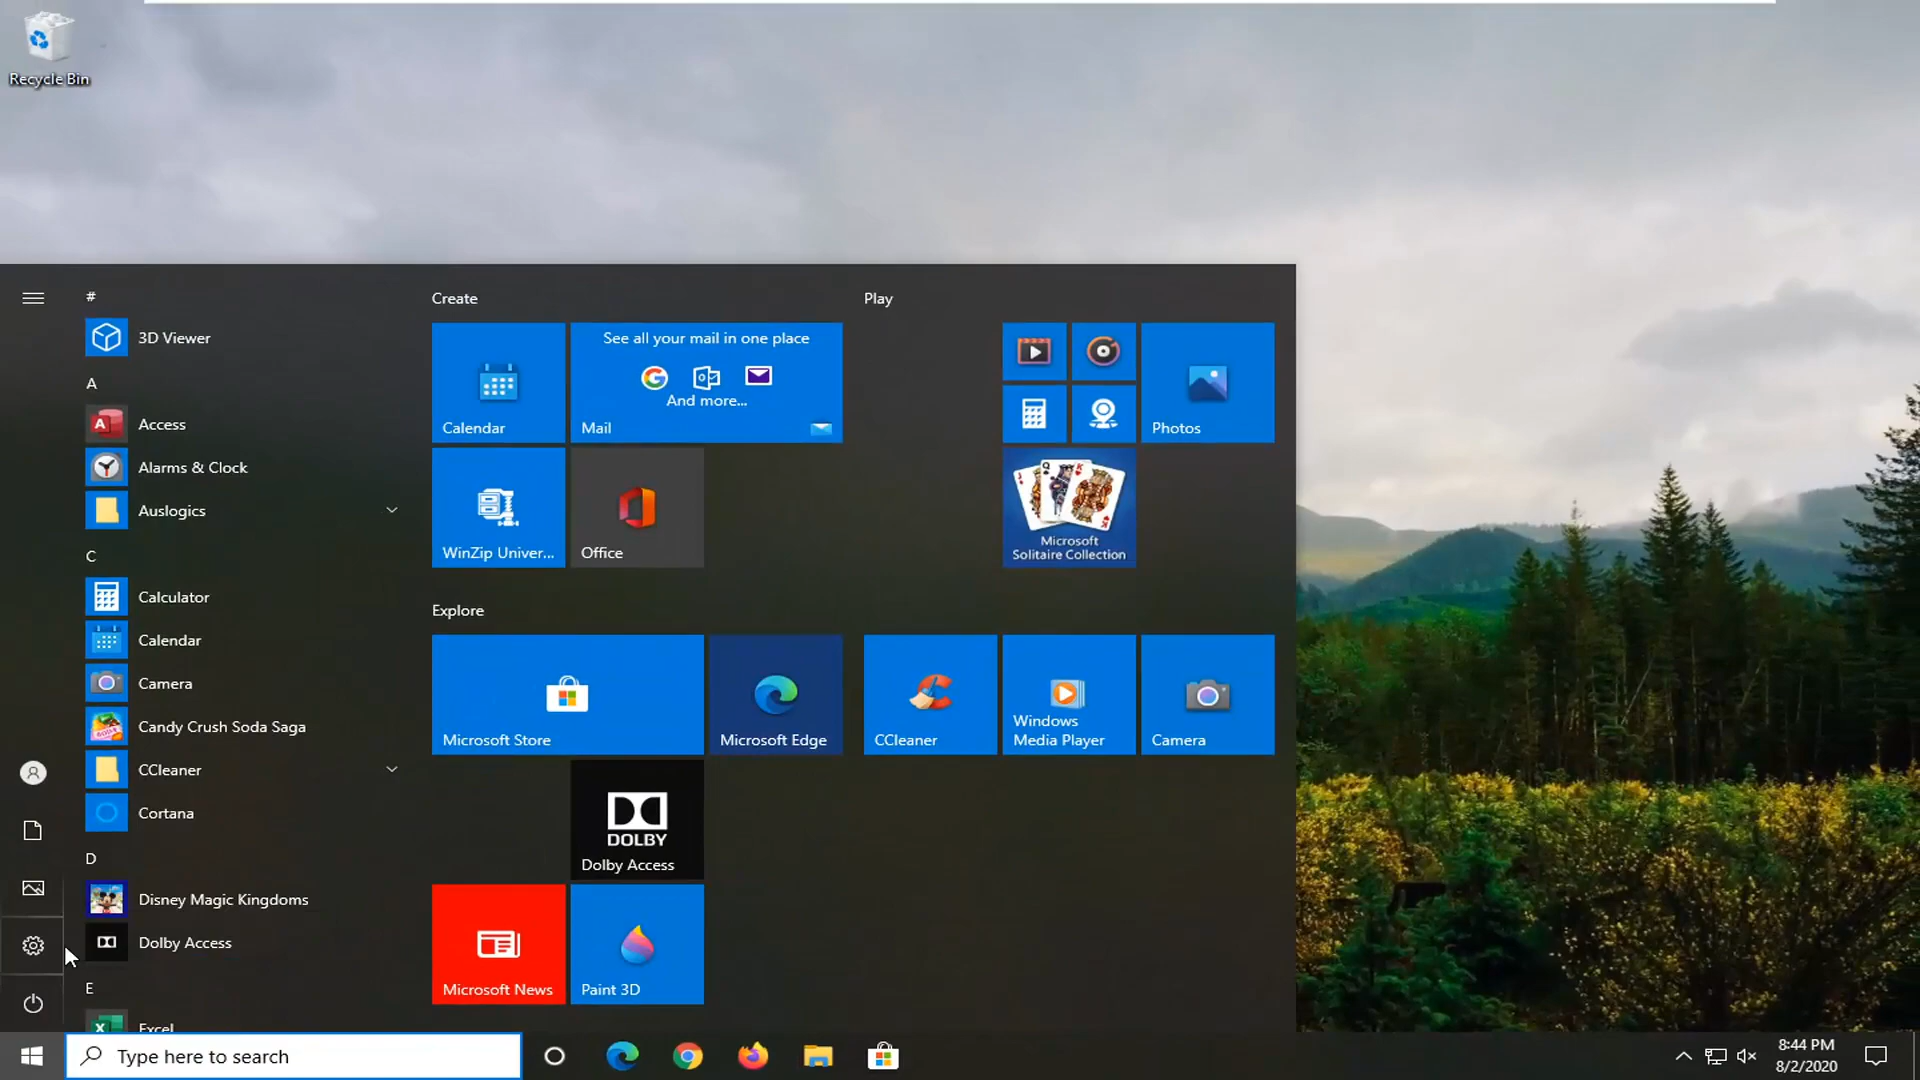 Recycle Bin
#
3D Viewer
A
Access
Alarms & Clock
Auslogics
C
Calculator
Calendar
Camera
Candy Crush Soda Saga
CCleaner
Cortana
D
Disney Magic Kingdoms
Dolby Access
E
Excel
Create
Calendar
See all your mail in one place
And more...
Mail
WinZip Univer...
Office
Explore
Microsoft Store
Microsoft Edge
DOLBY
Dolby Access
Microsoft News
Paint 3D
Play
Photos
Microsoft
Solitaire Collection
CCleaner
Windows
Media Player
Camera
Type here to search
8:44 PM
8/2/2020